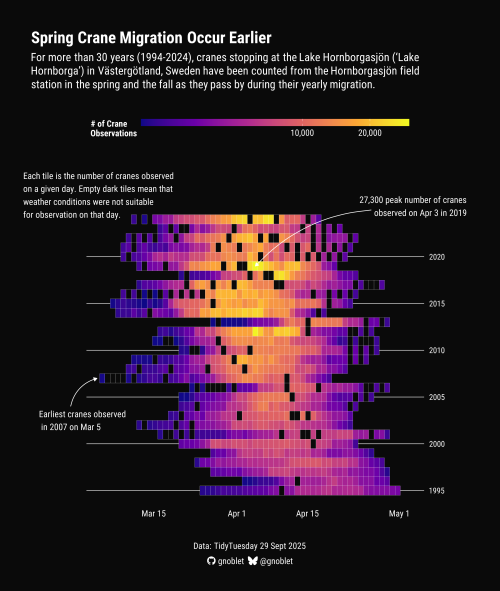 Spring Crane Migration Occur Earlier
For more than 30 years (1994-2024), cranes stopping at the Lake Hornborgasjön ('Lake
Hornborga') in Västergötland, Sweden have been counted from the Hornborgasjön field
station in the spring and the fall as they pass by during their yearly migration.
# of Crane
Observations
10,000 20,000
Each tile is the number of cranes observed
on a given day. Empty dark tiles mean that
weather conditions were not suitable
for observation on that day.
27,300 peak number of cranes
observed on Apr 3 in 2019
2020
2015
2010
2005
Earliest cranes observed
in 2007 on Mar 5
2000
1995
Mar 15 Apr 1 Apr 15 May 1
Data: TidyTuesday 29 Sept 2025
gnoblet @gnoblet